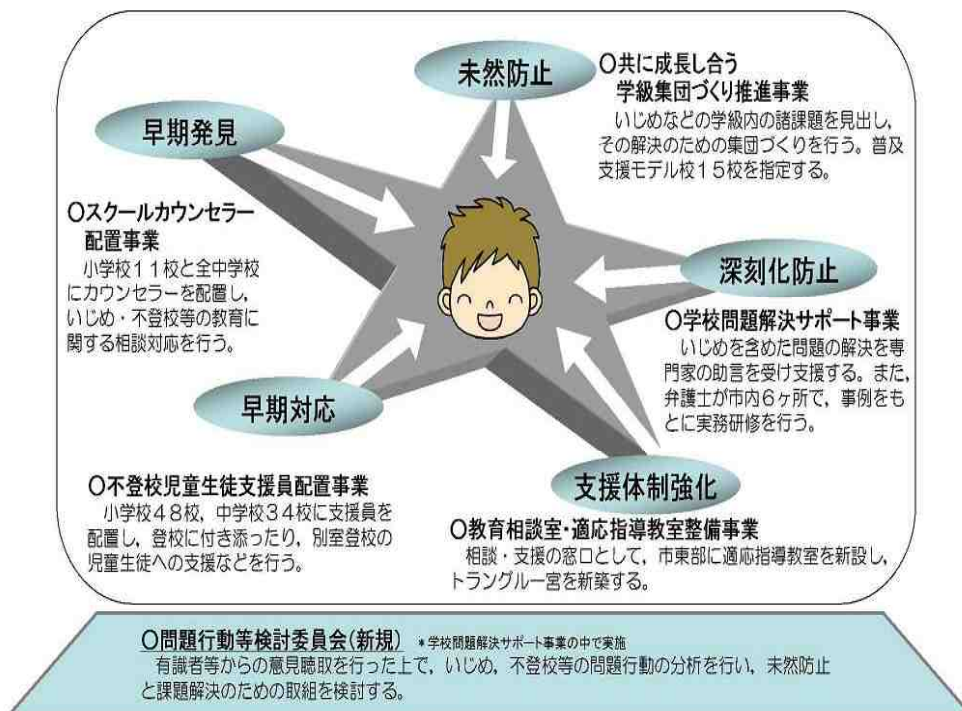 未然防止
○共に成長し合う
学級集団づくり推進事業
いじめなどの学級内の諸課題を見出し,
その解決のための集団づくりを行う。普及
支援モデル校15校を指定する。
早期発見
○スクールカウンセラー
配置事業
小学校11校と全中学校
にカウンセラーを配置し,
いじめ・不登校等の教育に
関する相談対応を行う。
深刻化防止
○学校問題解決サポート事業
いじめを含めた問題の解決を専
門家の助言を受け支援する。また,
弁護士が市内6ヶ所で,事例をも
とに実務研修を行う。
早期対応
○不登校児童生徒支援員配置事業
小学校48校,中学校34校に支援員を
配置し,登校に付き添ったり,別室登校の
児童生徒への支援などを行う。
支援体制強化
○教育相談室・適応指導教室整備事業
相談・支援の窓口として,市東部に適応指導教室を新設し,
トラングル一宮を新築する。
○問題行動等検討委員会(新規) *学校問題解決サポート事業の中で実施
有識者等からの意見聴取を行った上で,いじめ,不登校等の問題行動の分析を行い,未然防止
と課題解決のための取組を検討する。